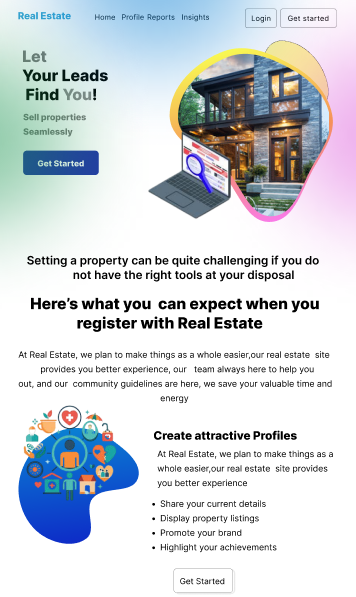 Real Estate
Home Profile Reports Insights
Login
Get started
Let
Your Leads
Find You!
Sell properties
Seamlessly
Get Started
Setting a property can be quite challenging if you do
not have the right tools at your disposal
Here's what you can expect when you
register with Real Estate
At Real Estate, we plan to make things as a whole easier,our real estate site
provides you better experience, our team always here to help you
out, and our community guidelines are here, we save your valuable time and
energy
Create attractive Profiles
At Real Estate, we plan to make things as a
whole easier,our real estate site provides
you better experience
• Share your current details
• Display property listings
• Promote your brand
• Highlight your achievements
Get Started